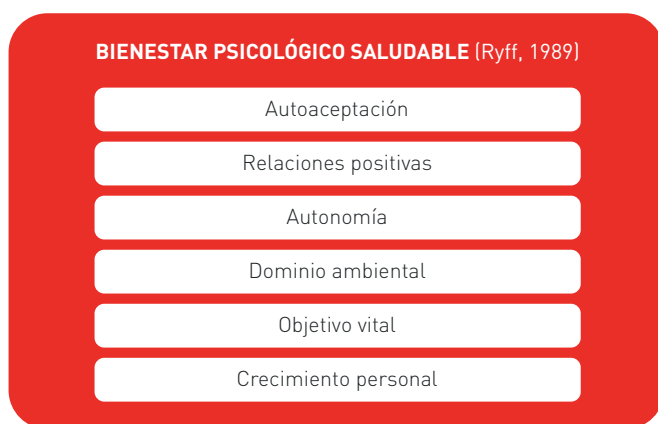 BIENESTAR PSICOLÓGICO SALUDABLE (Ryff, 1989)
Autoaceptación
Relaciones positivas
Autonomía
Dominio ambiental
Objetivo vital
Crecimiento personal